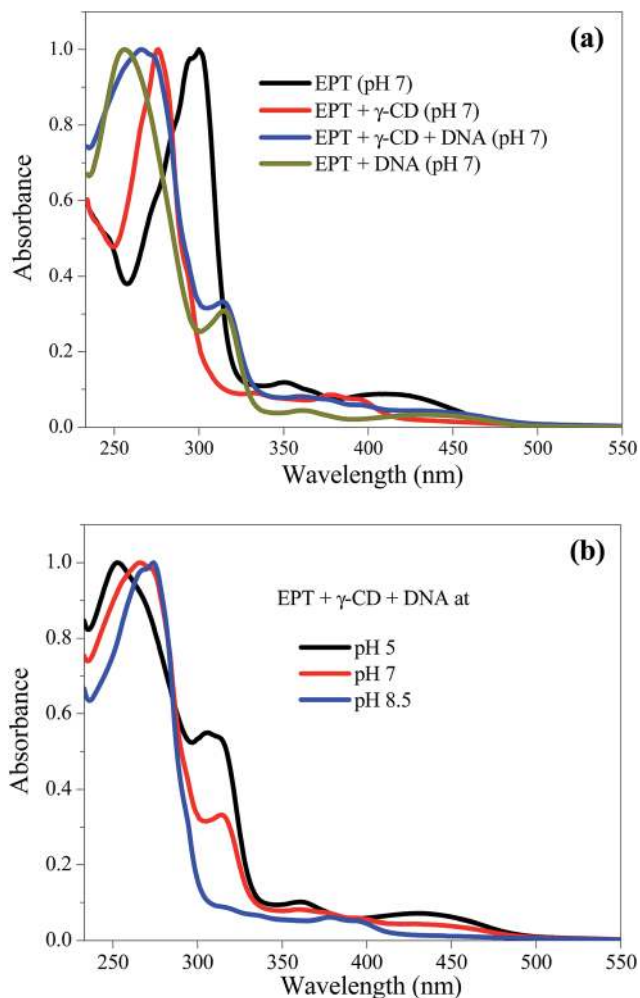 (a)
EPT (pH 7)
EPT + γ-CD (pH 7)
EPT + γ-CD + DNA (pH 7)
EPT + DNA (pH 7)
Absorbance
1.0
0.8
0.6
0.4
0.2
0.0
250 300 350 400 450 500 550
Wavelength (nm)
(b)
EPT + γ-CD + DNA at
pH 5
pH 7
pH 8.5
Absorbance
1.0
0.8
0.6
0.4
0.2
0.0
250 300 350 400 450 500 550
Wavelength (nm)